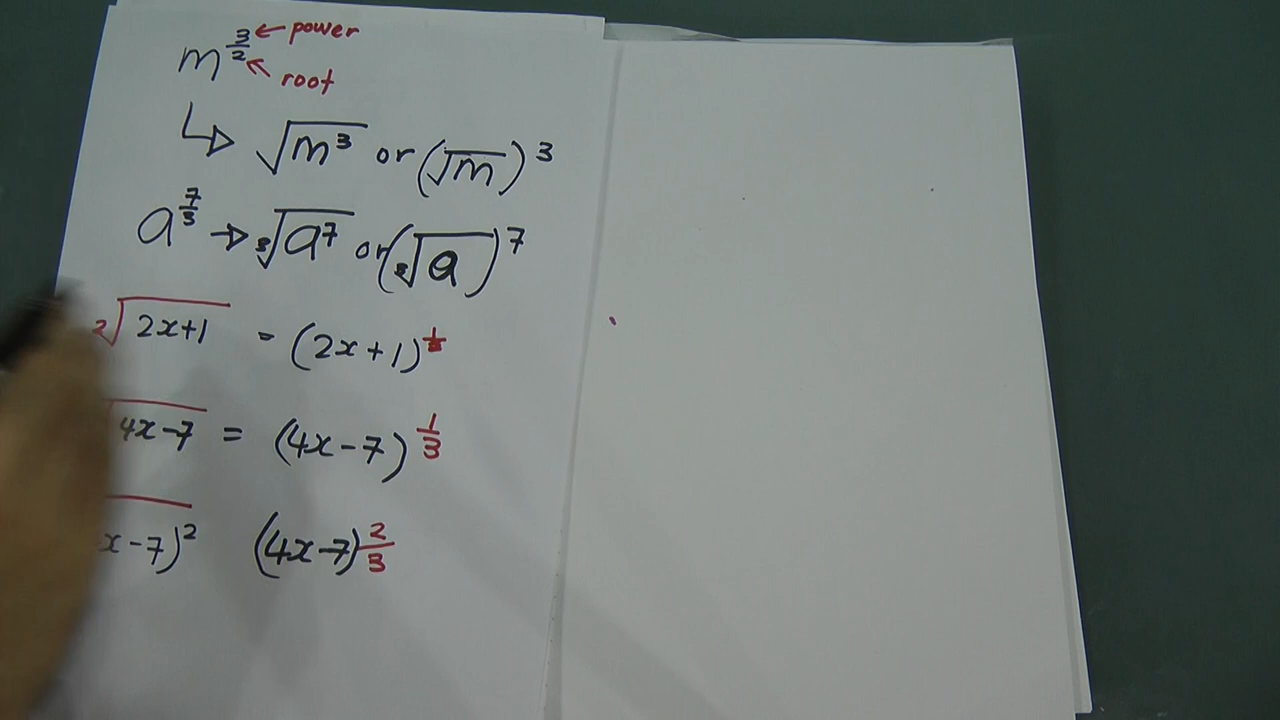 m^{3/2} ← power
↖ root
↳ √(m³) or (√m)³
a^{7/3} → ³√(a⁷) or (³√a)⁷
²√(2x+1) = (2x+1)^{1/2}
√(4x-7) = (4x-7)^{1/3}
x-7)² (4x-7)^{2/3}